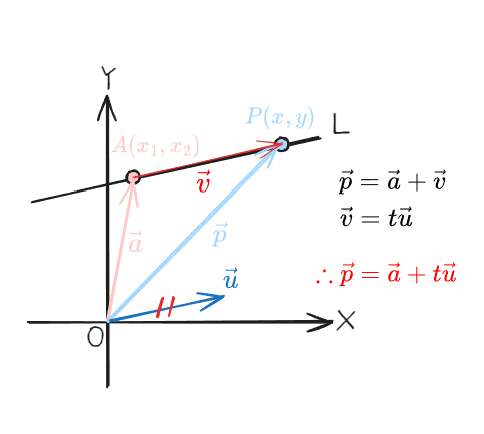 Y
P(x, y)
L
A(x₁, x₂)
p⃗ = a⃗ + v⃗
v⃗
v⃗ = tu⃗
a⃗
p⃗
u⃗
∴ p⃗ = a⃗ + tu⃗
X
O